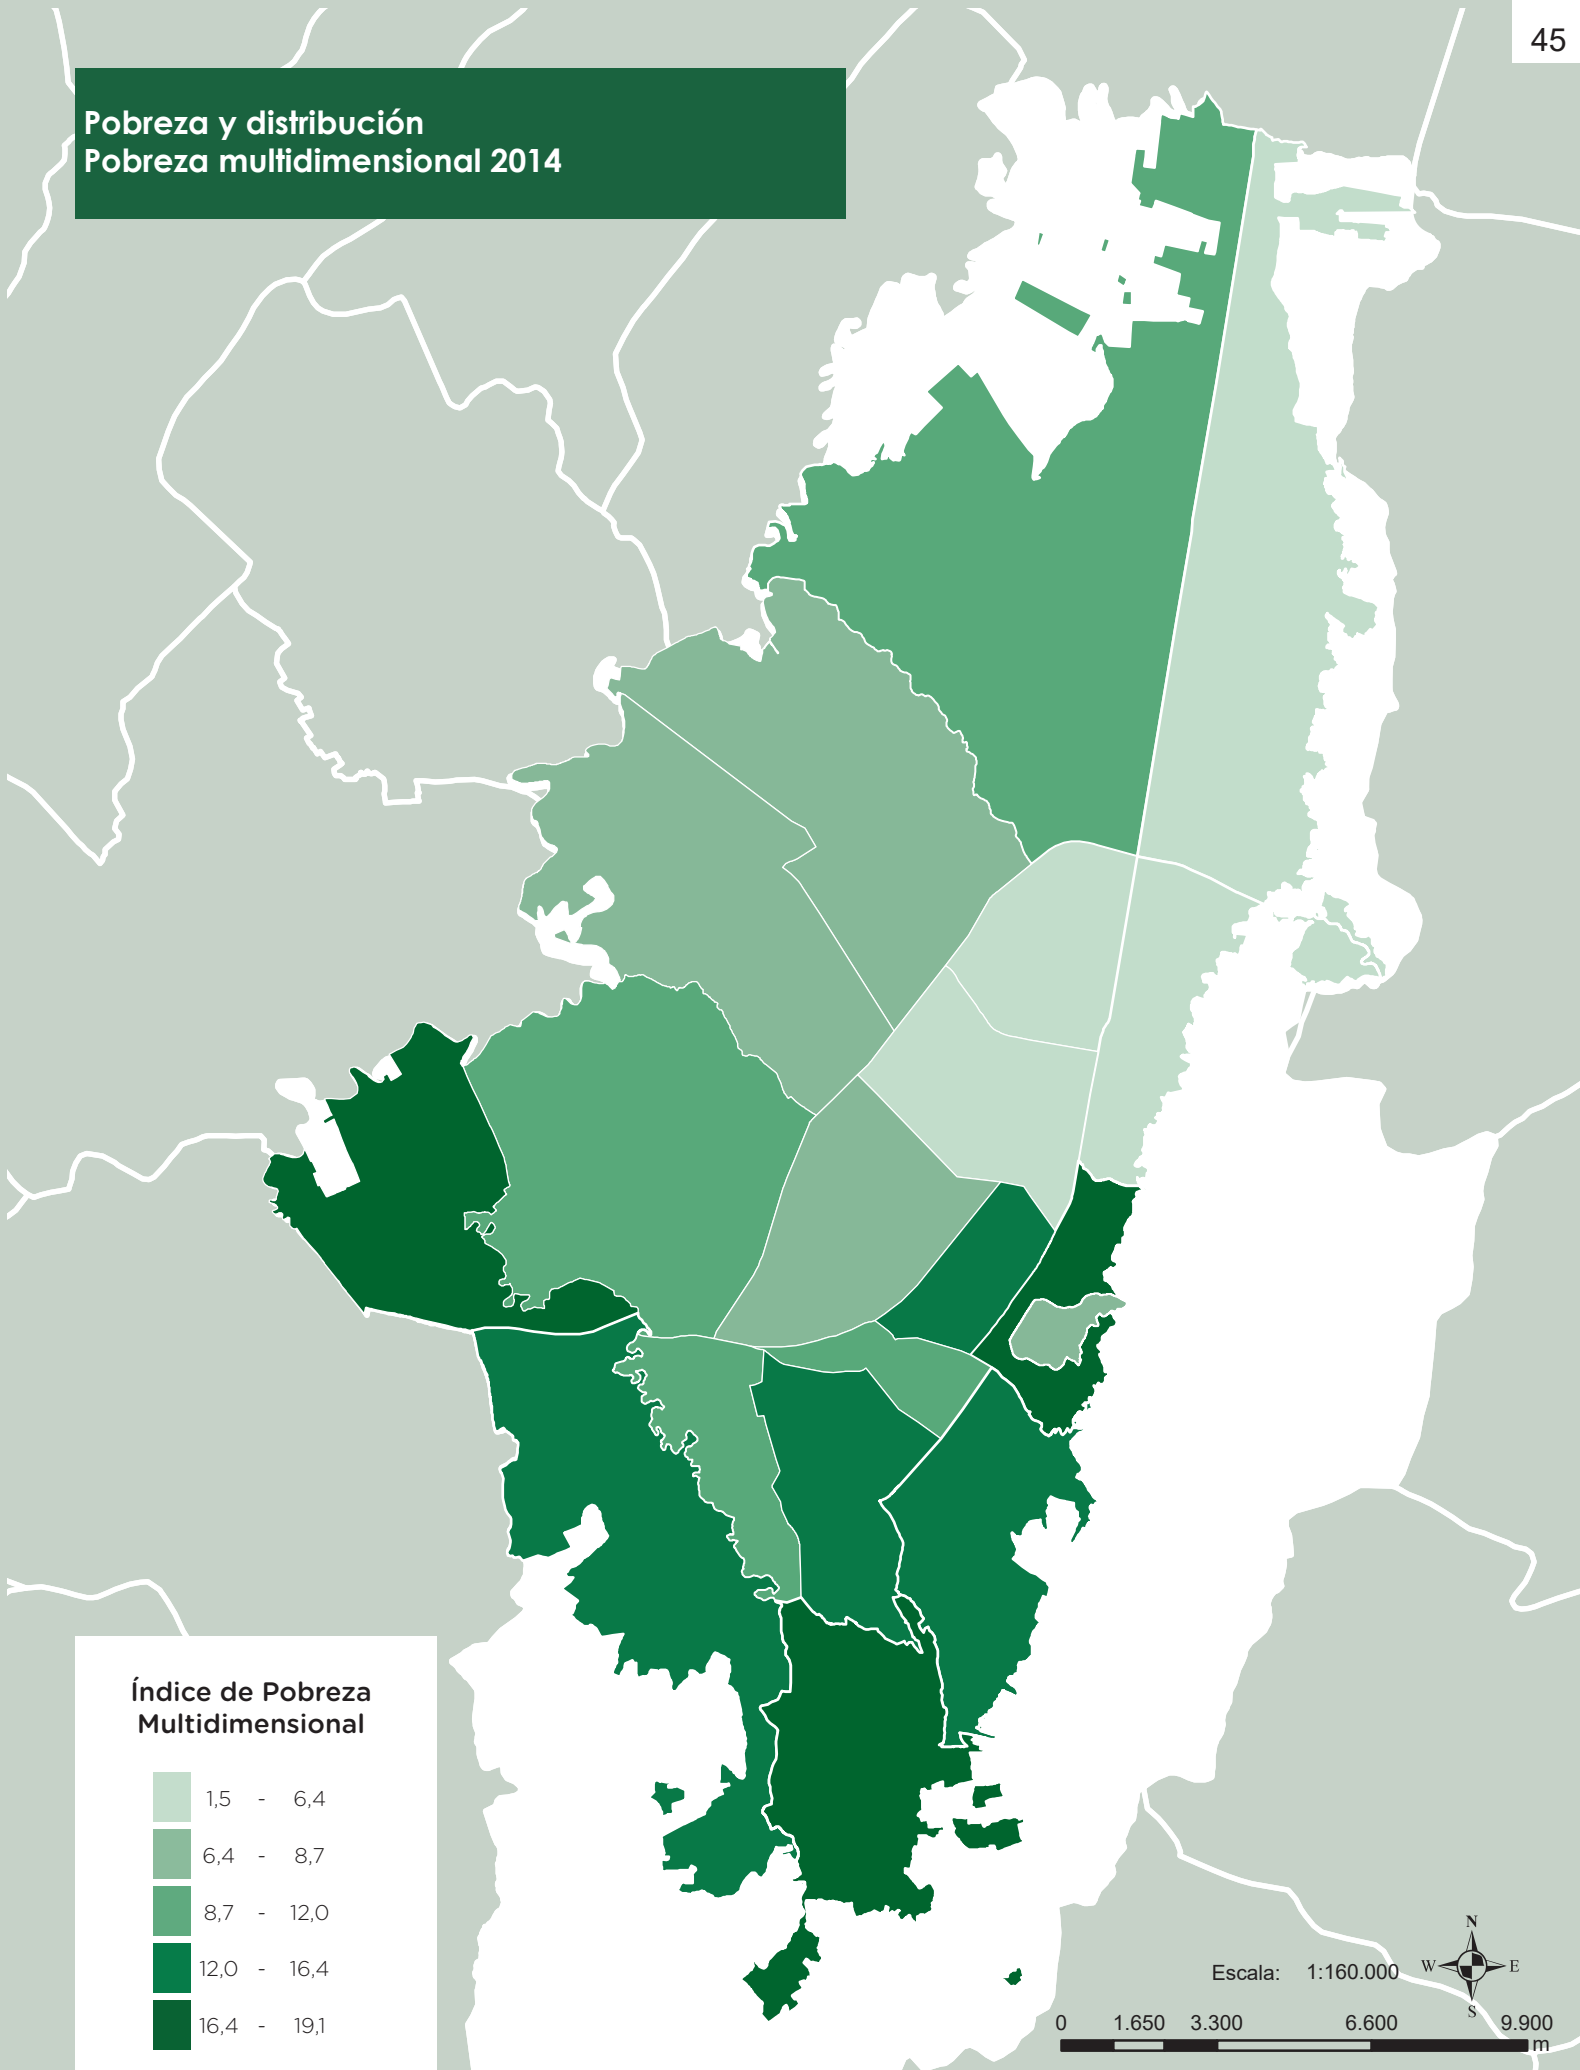 45
Pobreza y distribución
Pobreza multidimensional 2014
Índice de Pobreza
Multidimensional
1,5 - 6,4
6,4 - 8,7
8,7 - 12,0
12,0 - 16,4
16,4 - 19,1
Escala: 1:160.000
N
W E
S
0 1.650 3.300 6.600 9.900
m